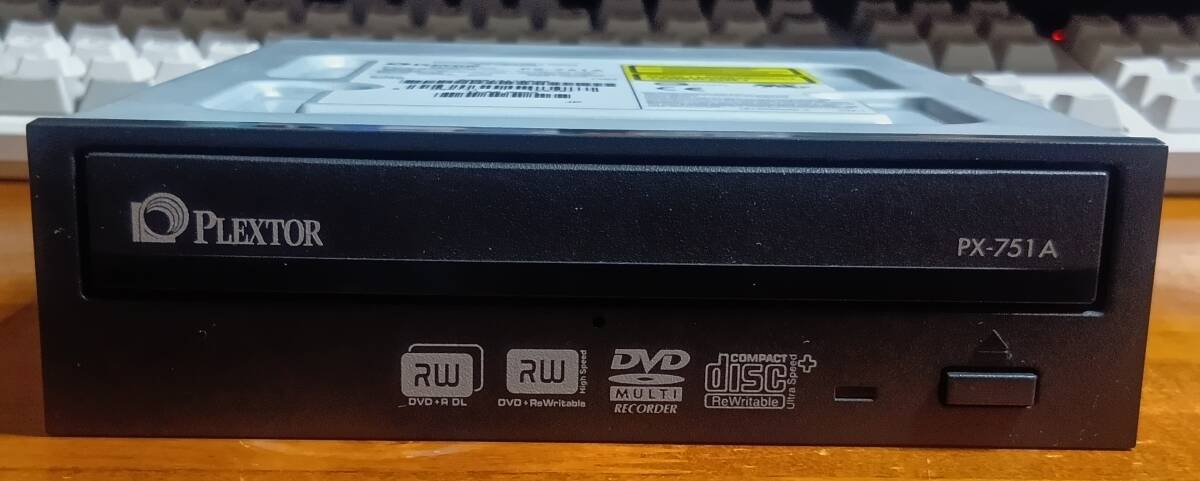 PLEXTOR
PX-751A
RW
DVD+R DL
RW
High Speed
DVD+ReWritable
DVD
MULTI
RECORDER
COMPACT
disc
ReWritable
Ultra Speed
+